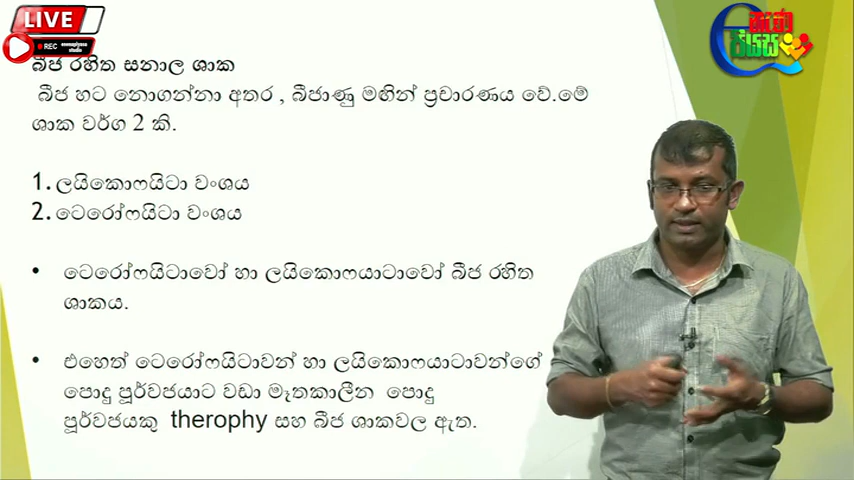 LIVE
REC
බීජ රහිත සනාල ශාක
බීජ හට නොගන්නා අතර , බීජාණු මඟින් ප්‍රචාරණය වේ.මේ
ශාක වර්ග 2 කි.
1. ලයිකොෆයිටා වංශය
2. ටෙරෝෆයිටා වංශය
• ටෙරෝෆයිටාවෝ හා ලයිකොෆයාටාවෝ බීජ රහිත
ශාකය.
• එහෙත් ටෙරෝෆයිටාවන් හා ලයිකොෆයාටාවන්ගේ
පොදු පූර්වජයාට වඩා මෑතකාලීන පොදු
පූර්වජයකු therophy සහ බීජ ශාකවල ඇත.